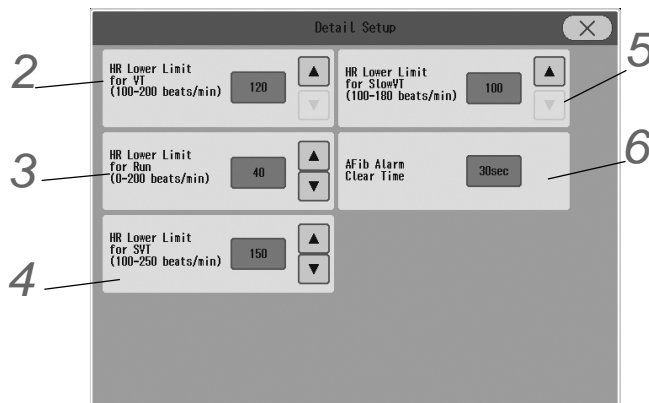 Detail Setup
2
HR Lower Limit
for VT
(100-200 beats/min)
120
HR Lower Limit
for SlowVT
(100-180 beats/min)
100
5
3
HR Lower Limit
for Run
(0-200 beats/min)
40
AFib Alarm
Clear Time
30sec
6
4
HR Lower Limit
for SVT
(100-250 beats/min)
150